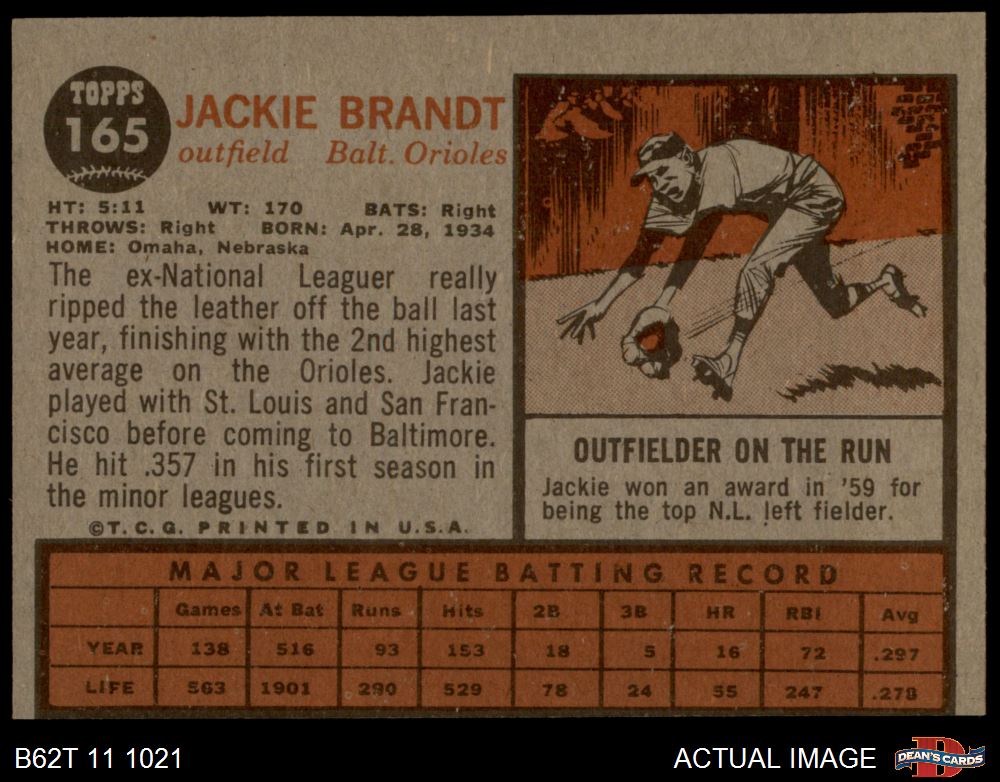 TOPPS
165
JACKIE BRANDT
outfield Balt. Orioles
HT: 5:11 WT: 170 BATS: Right
THROWS: Right BORN: Apr. 28, 1934
HOME: Omaha, Nebraska
The ex-National Leaguer really
ripped the leather off the ball last
year, finishing with the 2nd highest
average on the Orioles. Jackie
played with St. Louis and San Fran-
cisco before coming to Baltimore.
He hit .357 in his first season in
the minor leagues.
©T.C.G. PRINTED IN U.S.A.
OUTFIELDER ON THE RUN
Jackie won an award in '59 for
being the top N.L. left fielder.
MAJOR LEAGUE BATTING RECORD
Games At Bat Runs Hits 2B 3B HR RBI Avg
YEAR 138 516 93 153 18 5 16 72 .297
LIFE 563 1901 290 529 78 24 55 247 .278
B62T 11 1021
ACTUAL IMAGE
D
DEAN'S CARDS